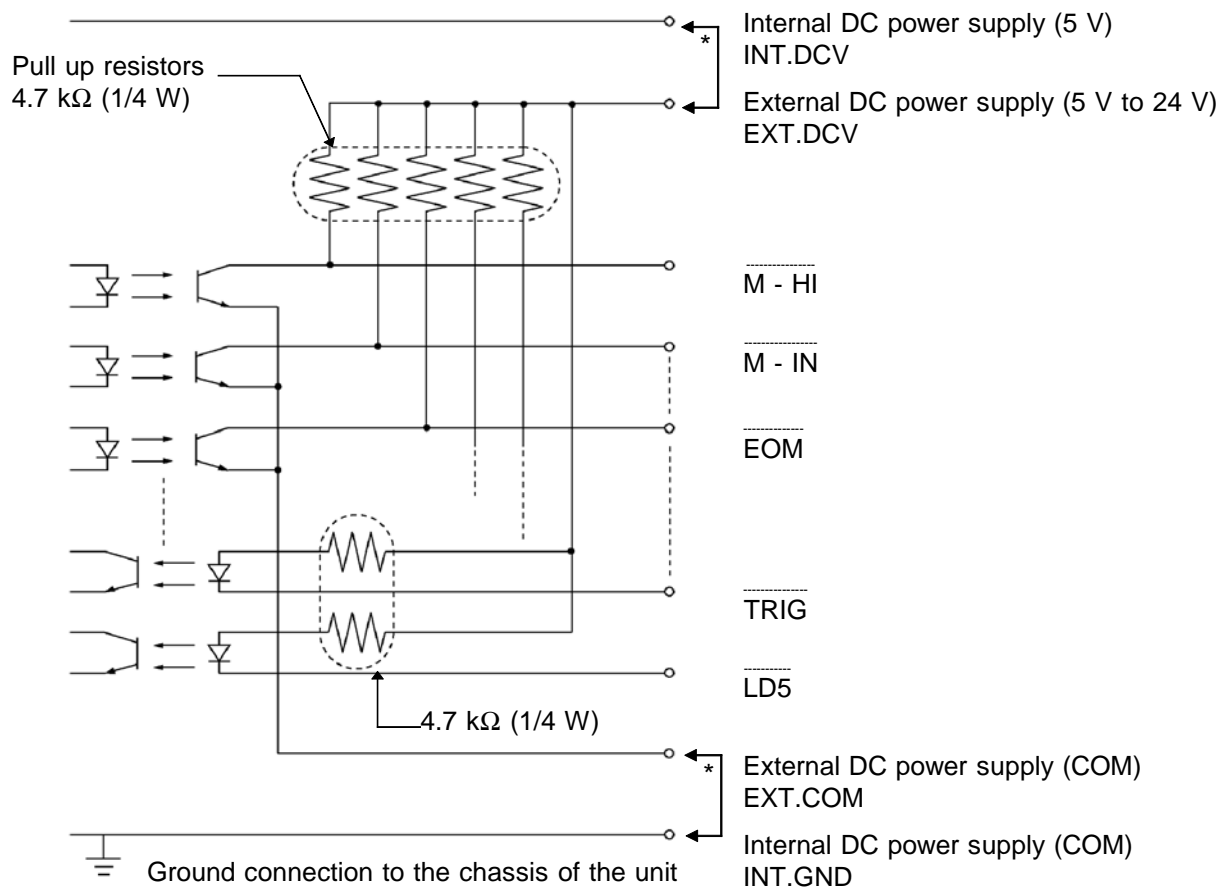 Internal DC power supply (5 V)
INT.DCV
*
Pull up resistors
4.7 kΩ (1/4 W)
External DC power supply (5 V to 24 V)
EXT.DCV
M - HI
M - IN
EOM
TRIG
LD5
4.7 kΩ (1/4 W)
External DC power supply (COM)
EXT.COM
*
Internal DC power supply (COM)
INT.GND
Ground connection to the chassis of the unit